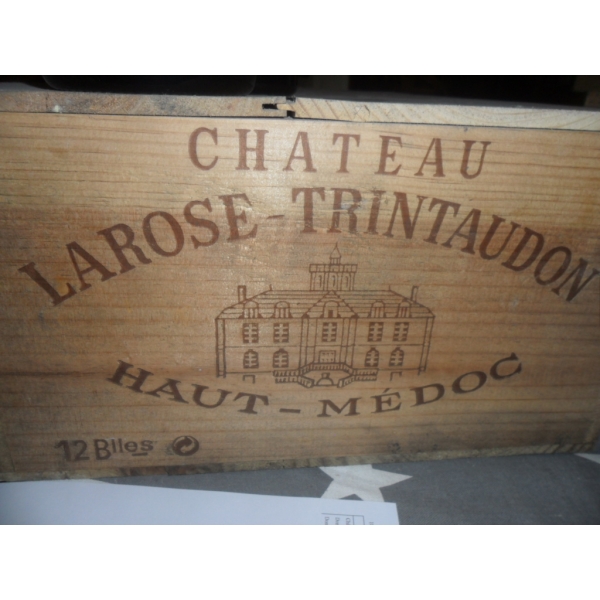 CHATEAU
LAROSE-TRINTAUDON
HAUT-MÉDOC
12 Blles